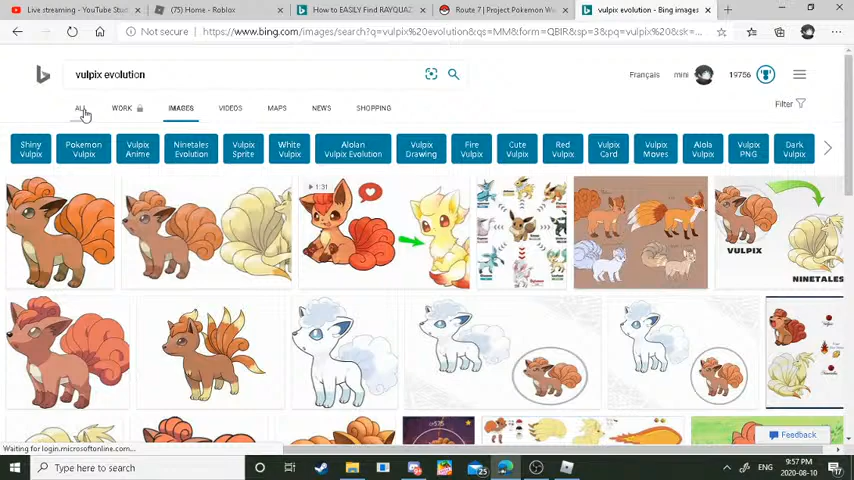 Live streaming - YouTube Stu
(75) Home - Roblox
How to EASILY Find RAYQUAZ
Route 7 | Project Pokemon W
vulpix evolution - Bing images
Not secure
https://www.bing.com/images/search?q=vulpix%20evolution&qs=MM&form=QBIR&sp=3&pq=vulpix%20&sk=
vulpix evolution
Français
mini
19756
ALL
WORK
IMAGES
VIDEOS
MAPS
NEWS
SHOPPING
Filter
Shiny Vulpix
Pokemon Vulpix
Vulpix Anime
Ninetales Evolution
Vulpix Sprite
White Vulpix
Alolan Vulpix Evolution
Vulpix Drawing
Fire Vulpix
Cute Vulpix
Red Vulpix
Vulpix Card
Vulpix Moves
Alola Vulpix
Vulpix PNG
Dark Vulpix
1:31
VULPIX
NINETALES
Feedback
Waiting for login.microsoftonline.com...
Type here to search
25
ENG
9:57 PM
2020-08-10
17